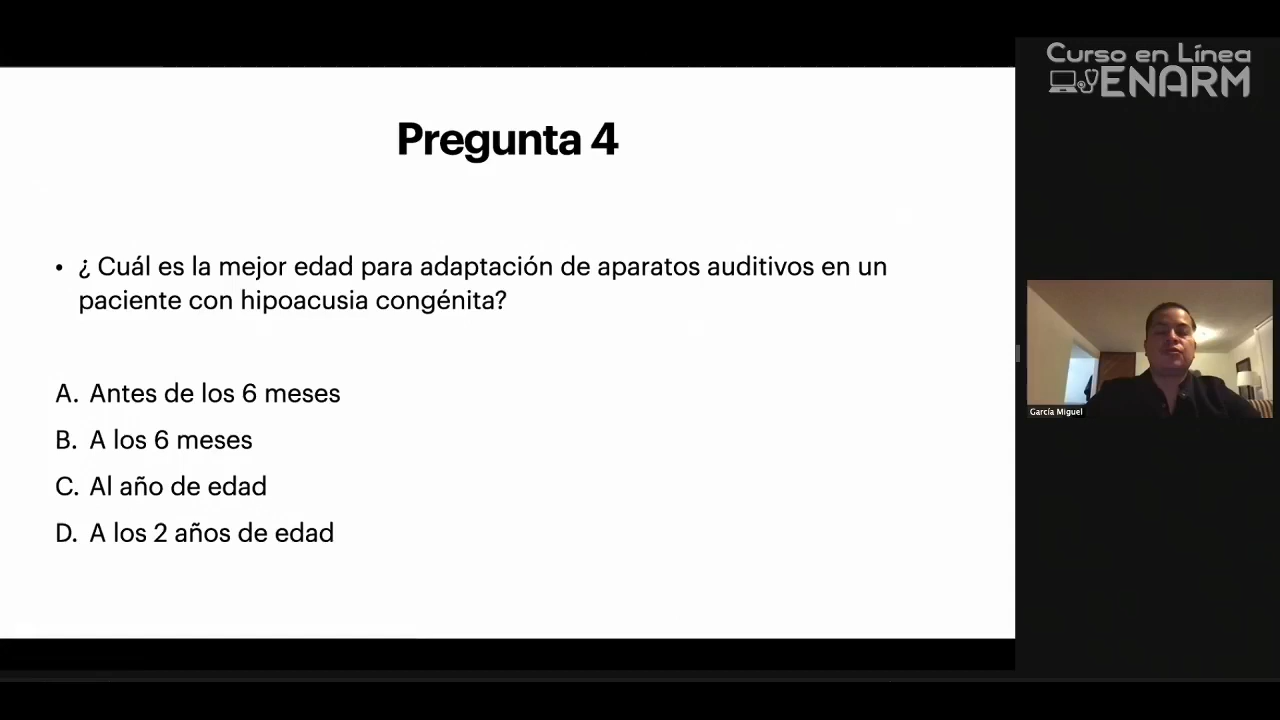 Curso en Línea
ENARM
Pregunta 4
• ¿ Cuál es la mejor edad para adaptación de aparatos auditivos en un
paciente con hipoacusia congénita?
A. Antes de los 6 meses
B. A los 6 meses
C. Al año de edad
D. A los 2 años de edad
García Miguel